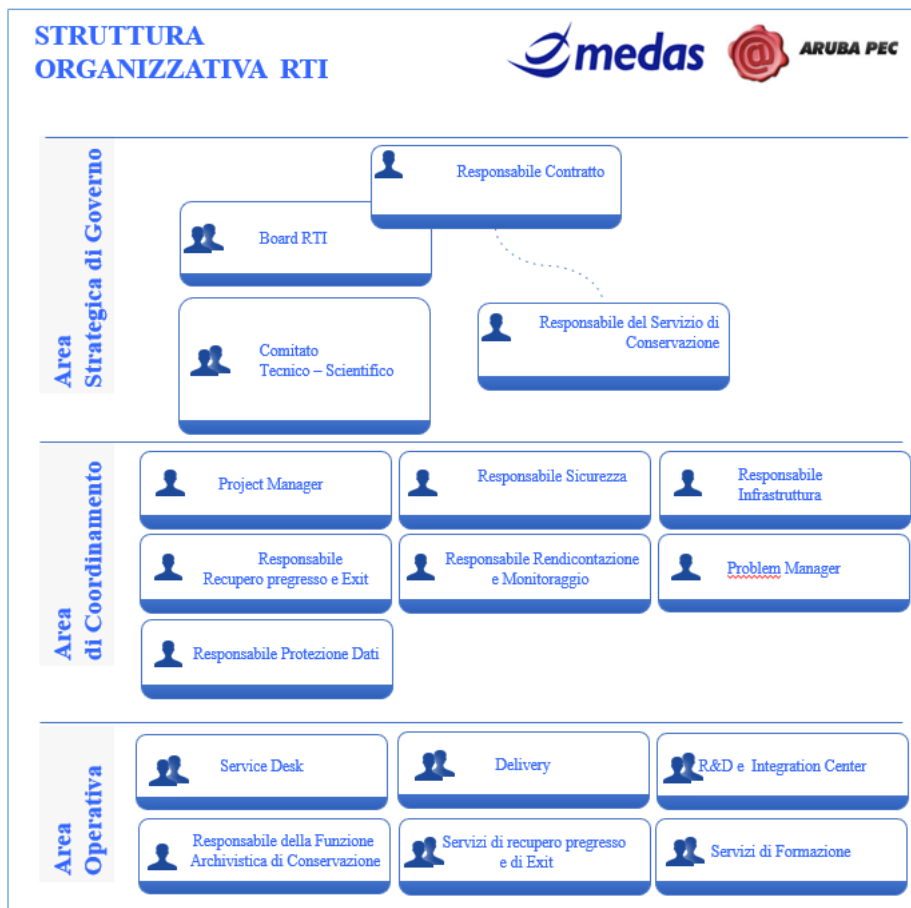 STRUTTURA
ORGANIZZATIVA RTI
medas
@
ARUBA PEC
Area
Strategica di Governo
Responsabile Contratto
Board RTI
Comitato
Tecnico – Scientifico
Responsabile del Servizio di
Conservazione
Area
di Coordinamento
Project Manager
Responsabile Sicurezza
Responsabile
Infrastruttura
Responsabile
Recupero pregresso e Exit
Responsabile Rendicontazione
e Monitoraggio
Problem Manager
Responsabile Protezione Dati
Area
Operativa
Service Desk
Delivery
R&D e Integration Center
Responsabile della Funzione
Archivistica di Conservazione
Servizi di recupero pregresso
e di Exit
Servizi di Formazione